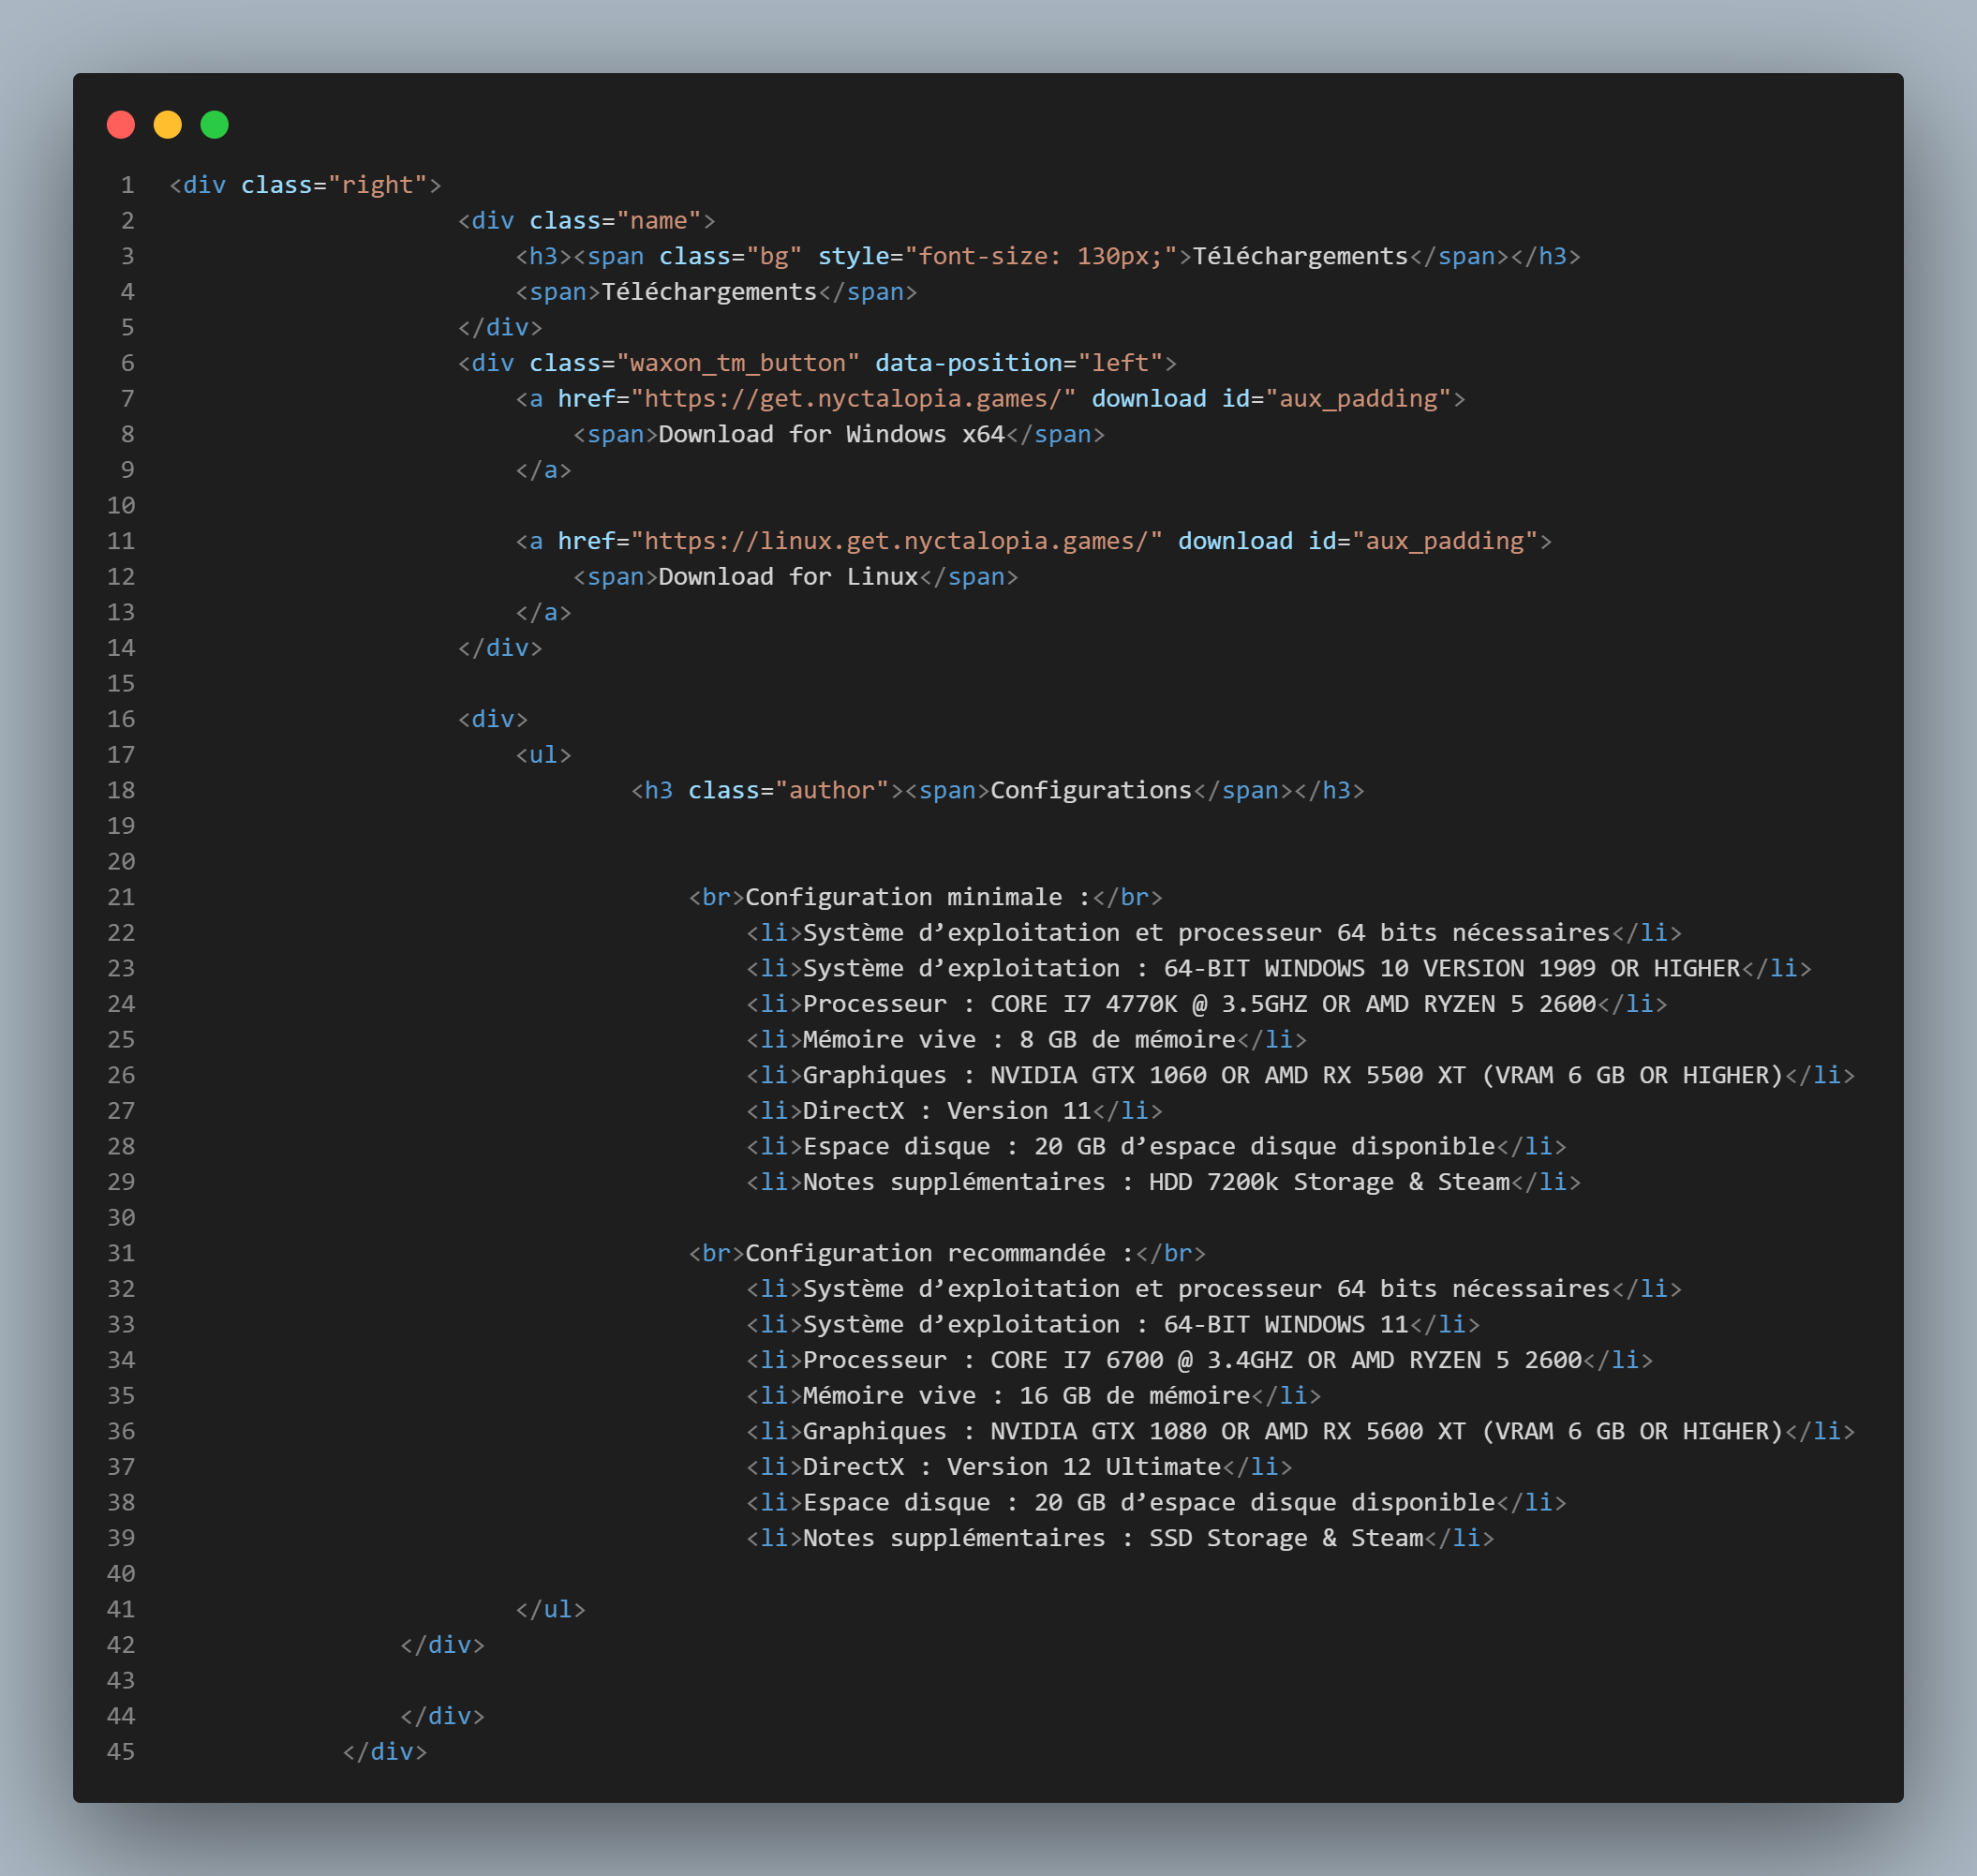 1 <div class="right">
2 <div class="name">
3 <h3><span class="bg" style="font-size: 130px;">Téléchargements</span></h3>
4 <span>Téléchargements</span>
5 </div>
6 <div class="waxon_tm_button" data-position="left">
7 <a href="https://get.nyctalopia.games/" download id="aux_padding">
8 <span>Download for Windows x64</span>
9 </a>
10
11 <a href="https://linux.get.nyctalopia.games/" download id="aux_padding">
12 <span>Download for Linux</span>
13 </a>
14 </div>
15
16 <div>
17 <ul>
18 <h3 class="author"><span>Configurations</span></h3>
19
20
21 <br>Configuration minimale :</br>
22 <li>Système d’exploitation et processeur 64 bits nécessaires</li>
23 <li>Système d’exploitation : 64-BIT WINDOWS 10 VERSION 1909 OR HIGHER</li>
24 <li>Processeur : CORE I7 4770K @ 3.5GHZ OR AMD RYZEN 5 2600</li>
25 <li>Mémoire vive : 8 GB de mémoire</li>
26 <li>Graphiques : NVIDIA GTX 1060 OR AMD RX 5500 XT (VRAM 6 GB OR HIGHER)</li>
27 <li>DirectX : Version 11</li>
28 <li>Espace disque : 20 GB d’espace disque disponible</li>
29 <li>Notes supplémentaires : HDD 7200k Storage & Steam</li>
30
31 <br>Configuration recommandée :</br>
32 <li>Système d’exploitation et processeur 64 bits nécessaires</li>
33 <li>Système d’exploitation : 64-BIT WINDOWS 11</li>
34 <li>Processeur : CORE I7 6700 @ 3.4GHZ OR AMD RYZEN 5 2600</li>
35 <li>Mémoire vive : 16 GB de mémoire</li>
36 <li>Graphiques : NVIDIA GTX 1080 OR AMD RX 5600 XT (VRAM 6 GB OR HIGHER)</li>
37 <li>DirectX : Version 12 Ultimate</li>
38 <li>Espace disque : 20 GB d’espace disque disponible</li>
39 <li>Notes supplémentaires : SSD Storage & Steam</li>
40
41 </ul>
42 </div>
43
44 </div>
45 </div>